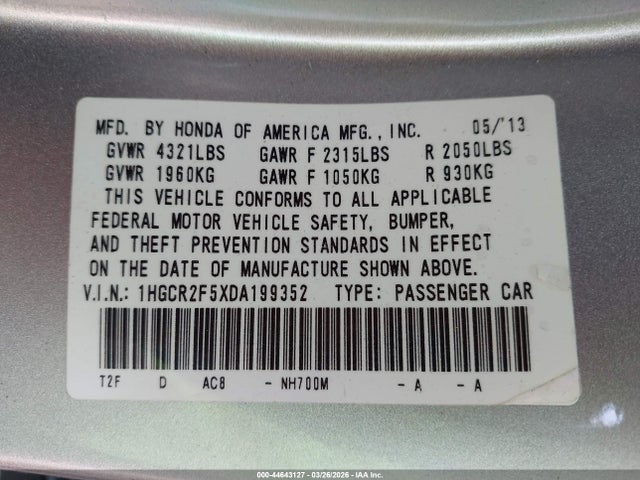 MFD. BY HONDA OF AMERICA MFG., INC. 05/'13
GVWR 4321LBS GAWR F 2315LBS R 2050LBS
GVWR 1960KG GAWR F 1050KG R 930KG
THIS VEHICLE CONFORMS TO ALL APPLICABLE
FEDERAL MOTOR VEHICLE SAFETY, BUMPER,
AND THEFT PREVENTION STANDARDS IN EFFECT
ON THE DATE OF MANUFACTURE SHOWN ABOVE.
V.I.N.: 1HGCR2F5XDA199352 TYPE: PASSENGER CAR
T2F D AC8 - NH700M - A - A
000-44643127 | 03/26/2026 | IAA Inc.